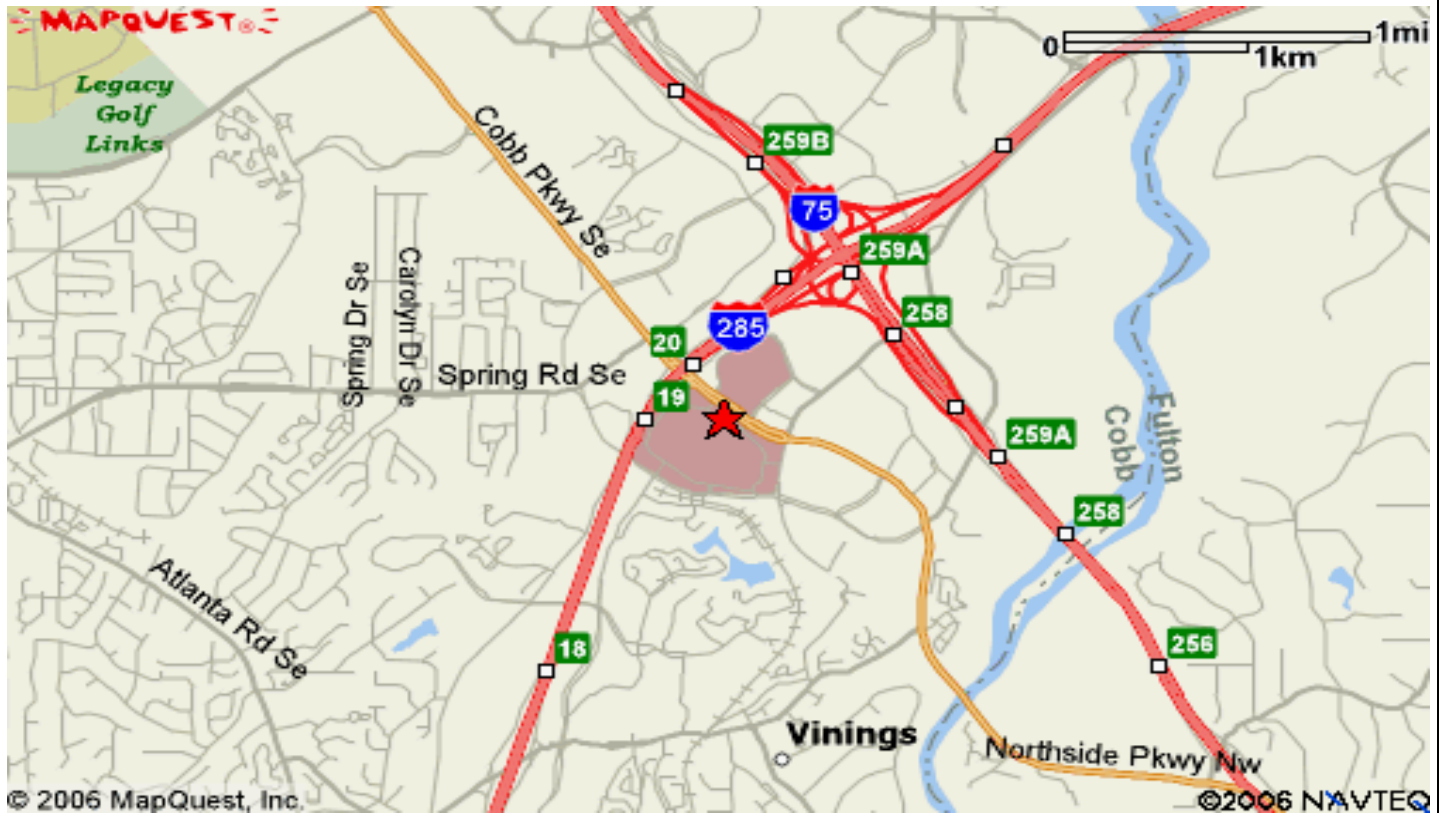 MAPQUEST
0
1mi
1km
Legacy
Golf
Links
Cobb Pkwy Se
259B
75
259A
258
285
20
Spring Rd Se
Spring Dr Se
Carolyn Dr Se
19
259A
Fulton
Cobb
258
Atlanta Rd Se
18
256
Vinings
Northside Pkwy Nw
© 2006 MapQuest, Inc.
©2006 NAVTEQ